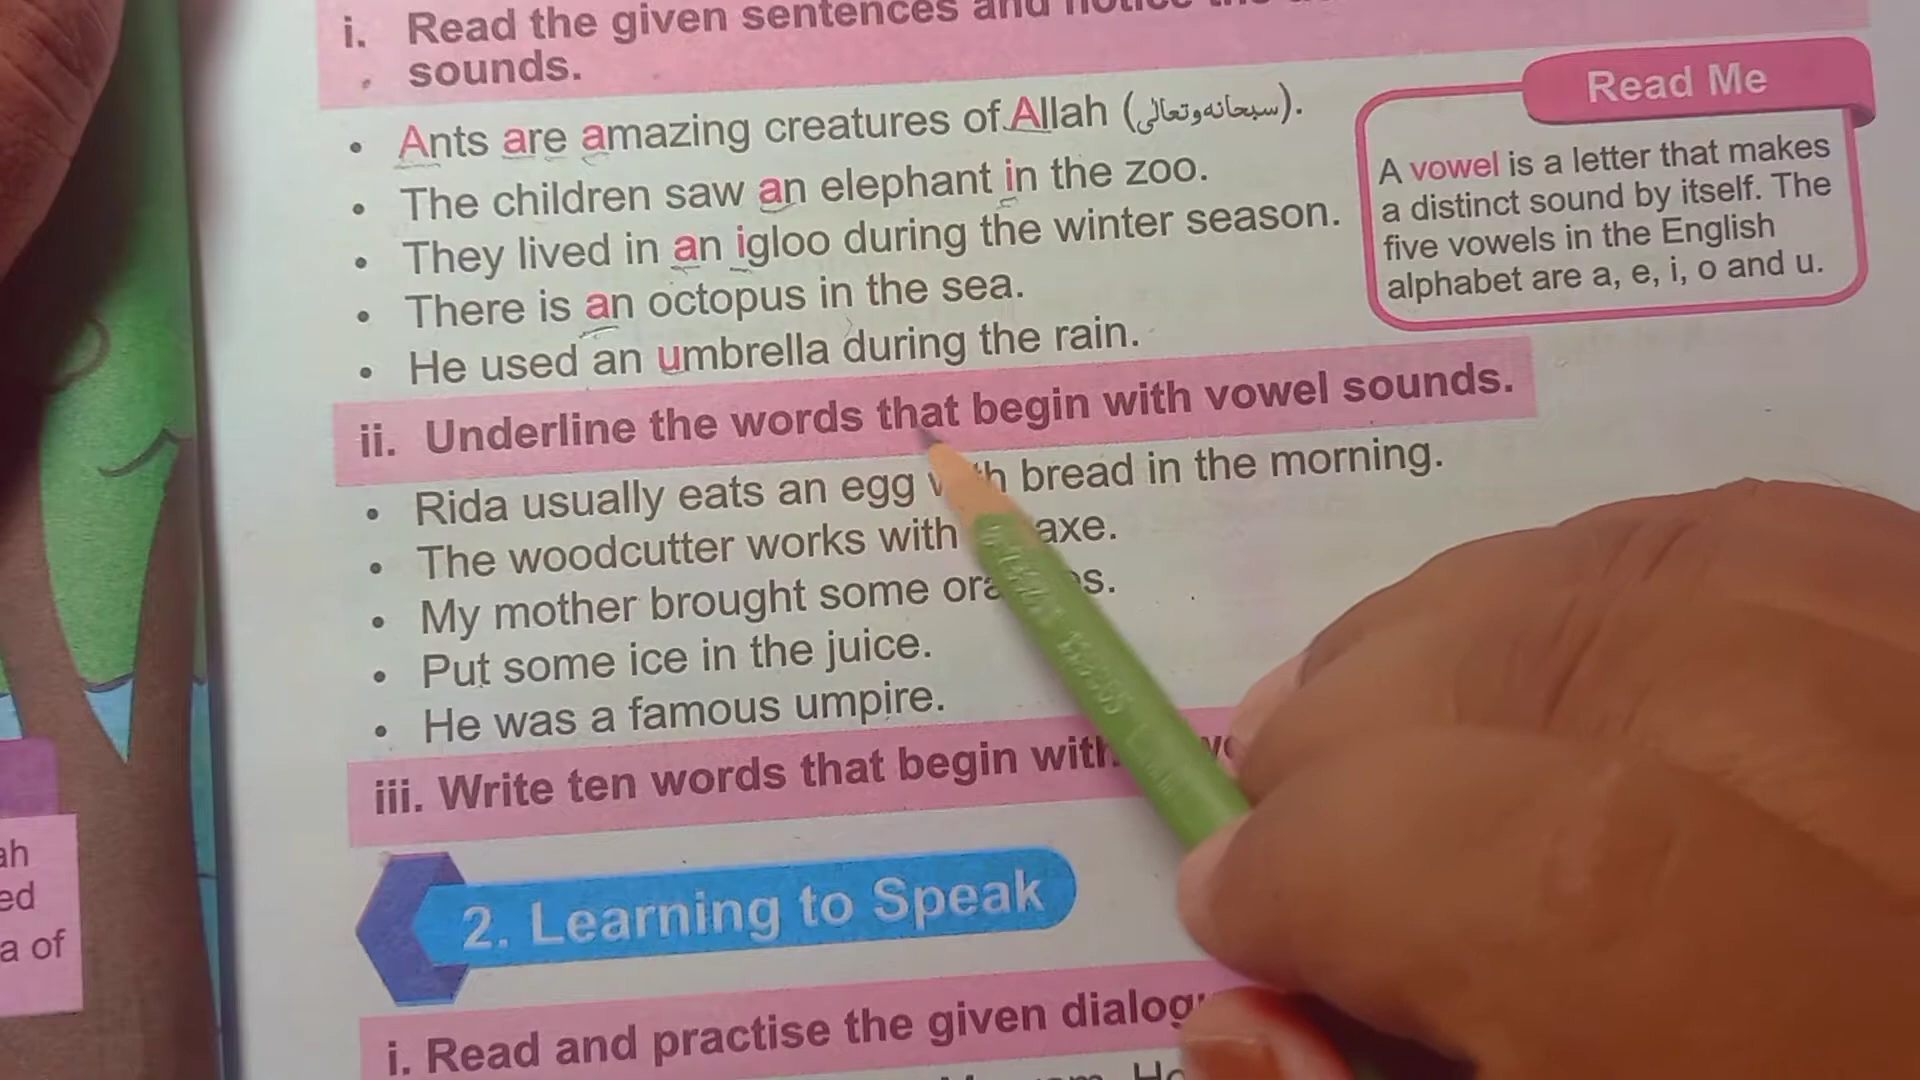 i. Read the given sentences and notice the
sounds.
• Ants are amazing creatures of Allah (سبحانه وتعالى).
• The children saw an elephant in the zoo.
• They lived in an igloo during the winter season.
• There is an octopus in the sea.
• He used an umbrella during the rain.
Read Me
A vowel is a letter that makes
a distinct sound by itself. The
five vowels in the English
alphabet are a, e, i, o and u.
ii. Underline the words that begin with vowel sounds.
• Rida usually eats an egg with bread in the morning.
• The woodcutter works with axe.
• My mother brought some
• Put some ice in the juice.
• He was a famous umpire.
iii. Write ten words that begin with
2. Learning to Speak
i. Read and practise the given
ah
ed
a of